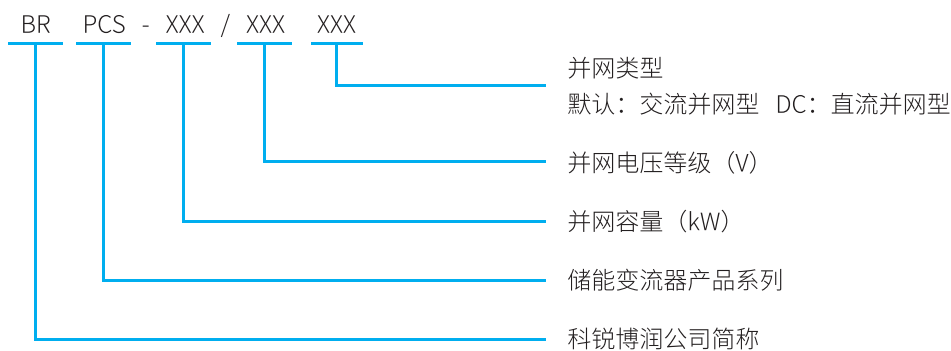 BR PCS - XXX / XXX XXX
并网类型
默认：交流并网型 DC：直流并网型
并网电压等级（V）
并网容量（kW）
储能变流器产品系列
科锐博润公司简称